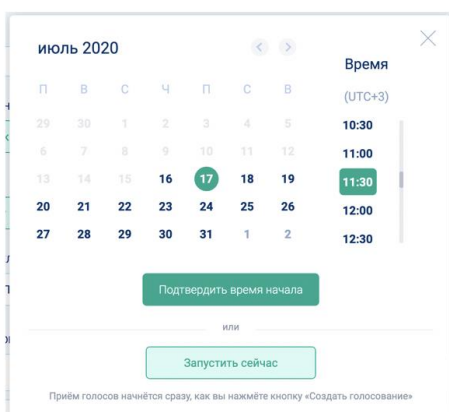 июль 2020
Время
П В С Ч П С В
(UTC+3)
29 30 1 2 3 4 5
10:30
6 7 8 9 10 11 12
11:00
13 14 15 16 17 18 19
11:30
20 21 22 23 24 25 26
12:00
27 28 29 30 31 1 2
12:30
Подтвердить время начала
или
Запустить сейчас
Приём голосов начнётся сразу, как вы нажмёте кнопку «Создать голосование»